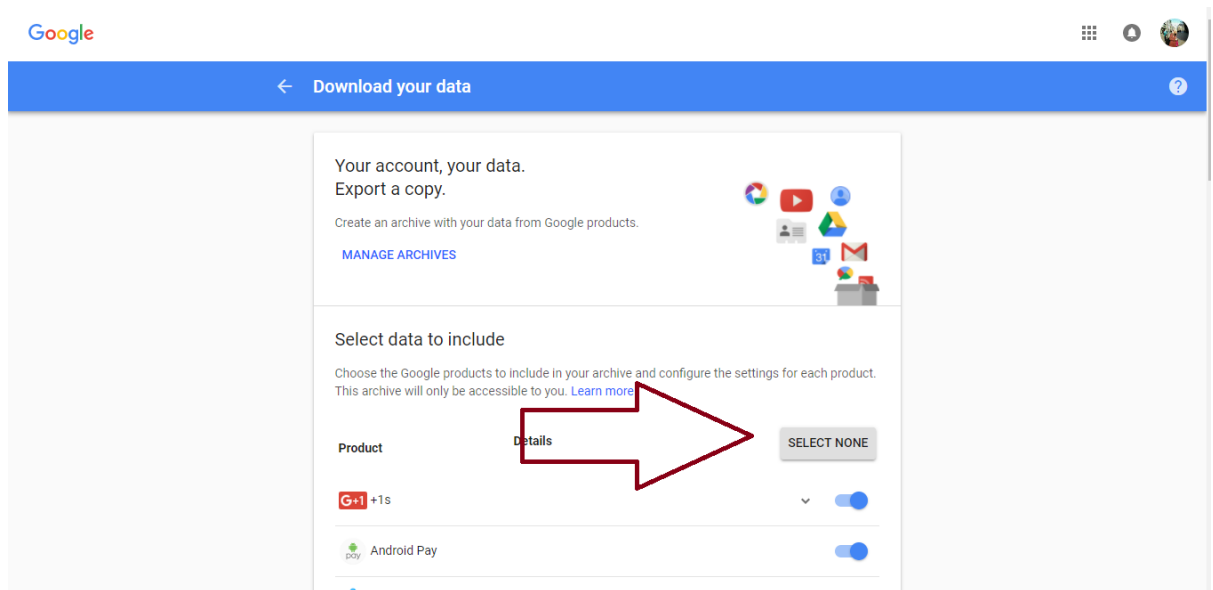 Google
Download your data
?
Your account, your data.
Export a copy.
Create an archive with your data from Google products.
MANAGE ARCHIVES
31
Select data to include
Choose the Google products to include in your archive and configure the settings for each product.
This archive will only be accessible to you. Learn more
Product Details SELECT NONE
G+1 +1s
pay Android Pay